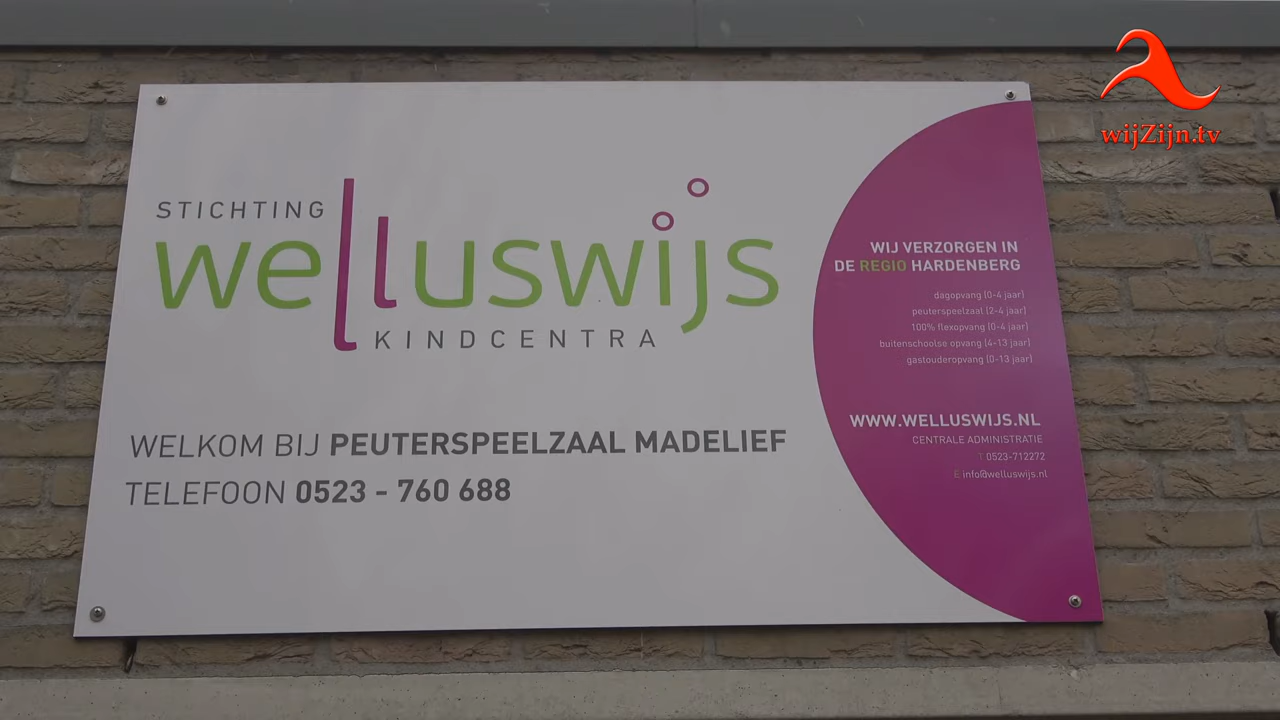 STICHTING
welluswijs
KINDCENTRA
WELKOM BIJ PEUTERSPEELZAAL MADELIEF
TELEFOON 0523 - 760 688
WIJ VERZORGEN IN
DE REGIO HARDENBERG
dagopvang (0-4 jaar)
peuterspeelzaal (2-4 jaar)
100% flexopvang (0-4 jaar)
buitenschoolse opvang (4-13 jaar)
gastouderopvang (0-13 jaar)
WWW.WELLUSWIJS.NL
CENTRALE ADMINISTRATIE
T 0523-712272
E info@welluswijs.nl
wijZijn.tv